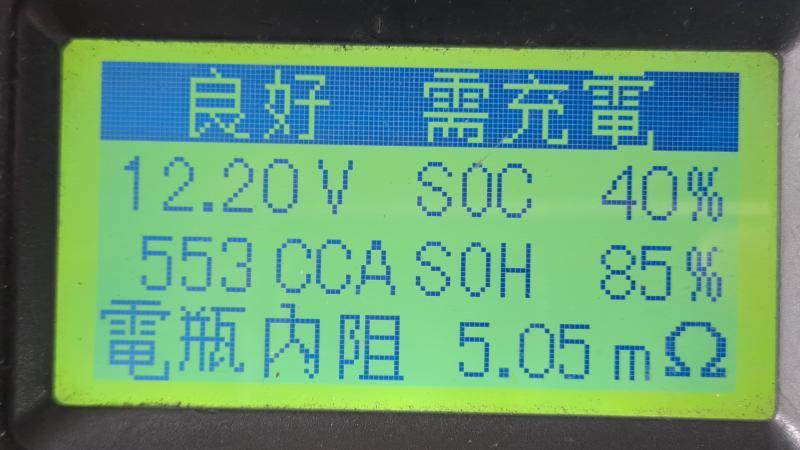 良好 需充電
12.20V SOC 40%
553 CCA SOH 85%
電瓶內阻 5.05mΩ